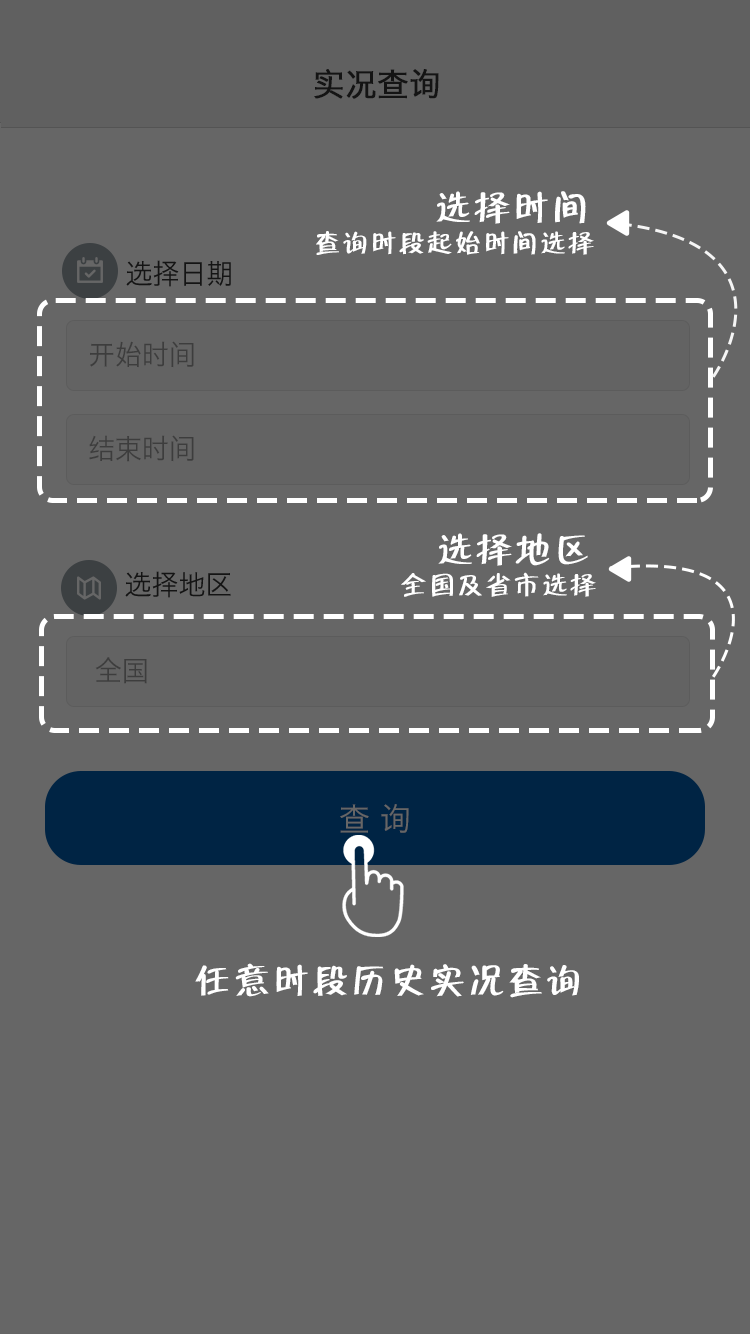 实况查询
选择时间
查询时段起始时间选择
选择日期
开始时间
结束时间
选择地区
全国及省市选择
选择地区
全国
查 询
任意时段历史实况查询